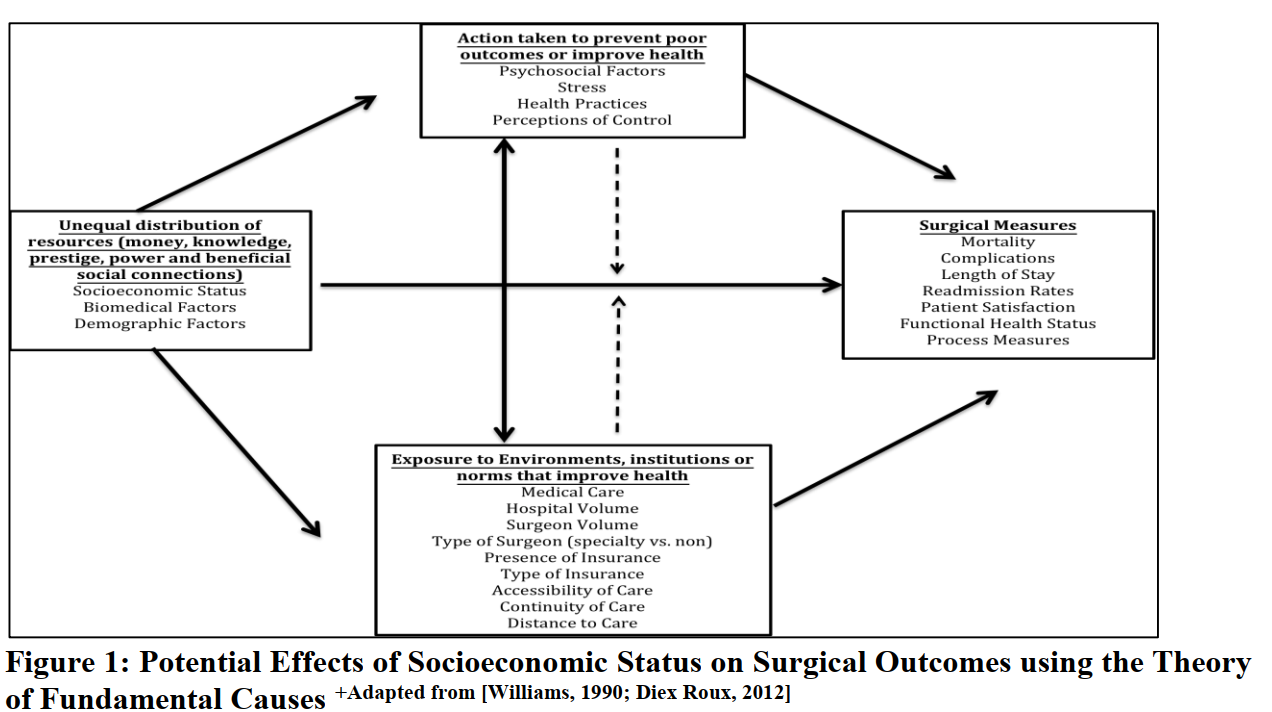 Action taken to prevent poor
outcomes or improve health
Psychosocial Factors
Stress
Health Practices
Perceptions of Control
Unequal distribution of
resources (money, knowledge,
prestige, power and beneficial
social connections)
Socioeconomic Status
Biomedical Factors
Demographic Factors
Surgical Measures
Mortality
Complications
Length of Stay
Readmission Rates
Patient Satisfaction
Functional Health Status
Process Measures
Exposure to Environments, institutions or
norms that improve health
Medical Care
Hospital Volume
Surgeon Volume
Type of Surgeon (specialty vs. non)
Presence of Insurance
Type of Insurance
Accessibility of Care
Continuity of Care
Distance to Care
Figure 1: Potential Effects of Socioeconomic Status on Surgical Outcomes using the Theory
of Fundamental Causes +Adapted from [Williams, 1990; Diex Roux, 2012]